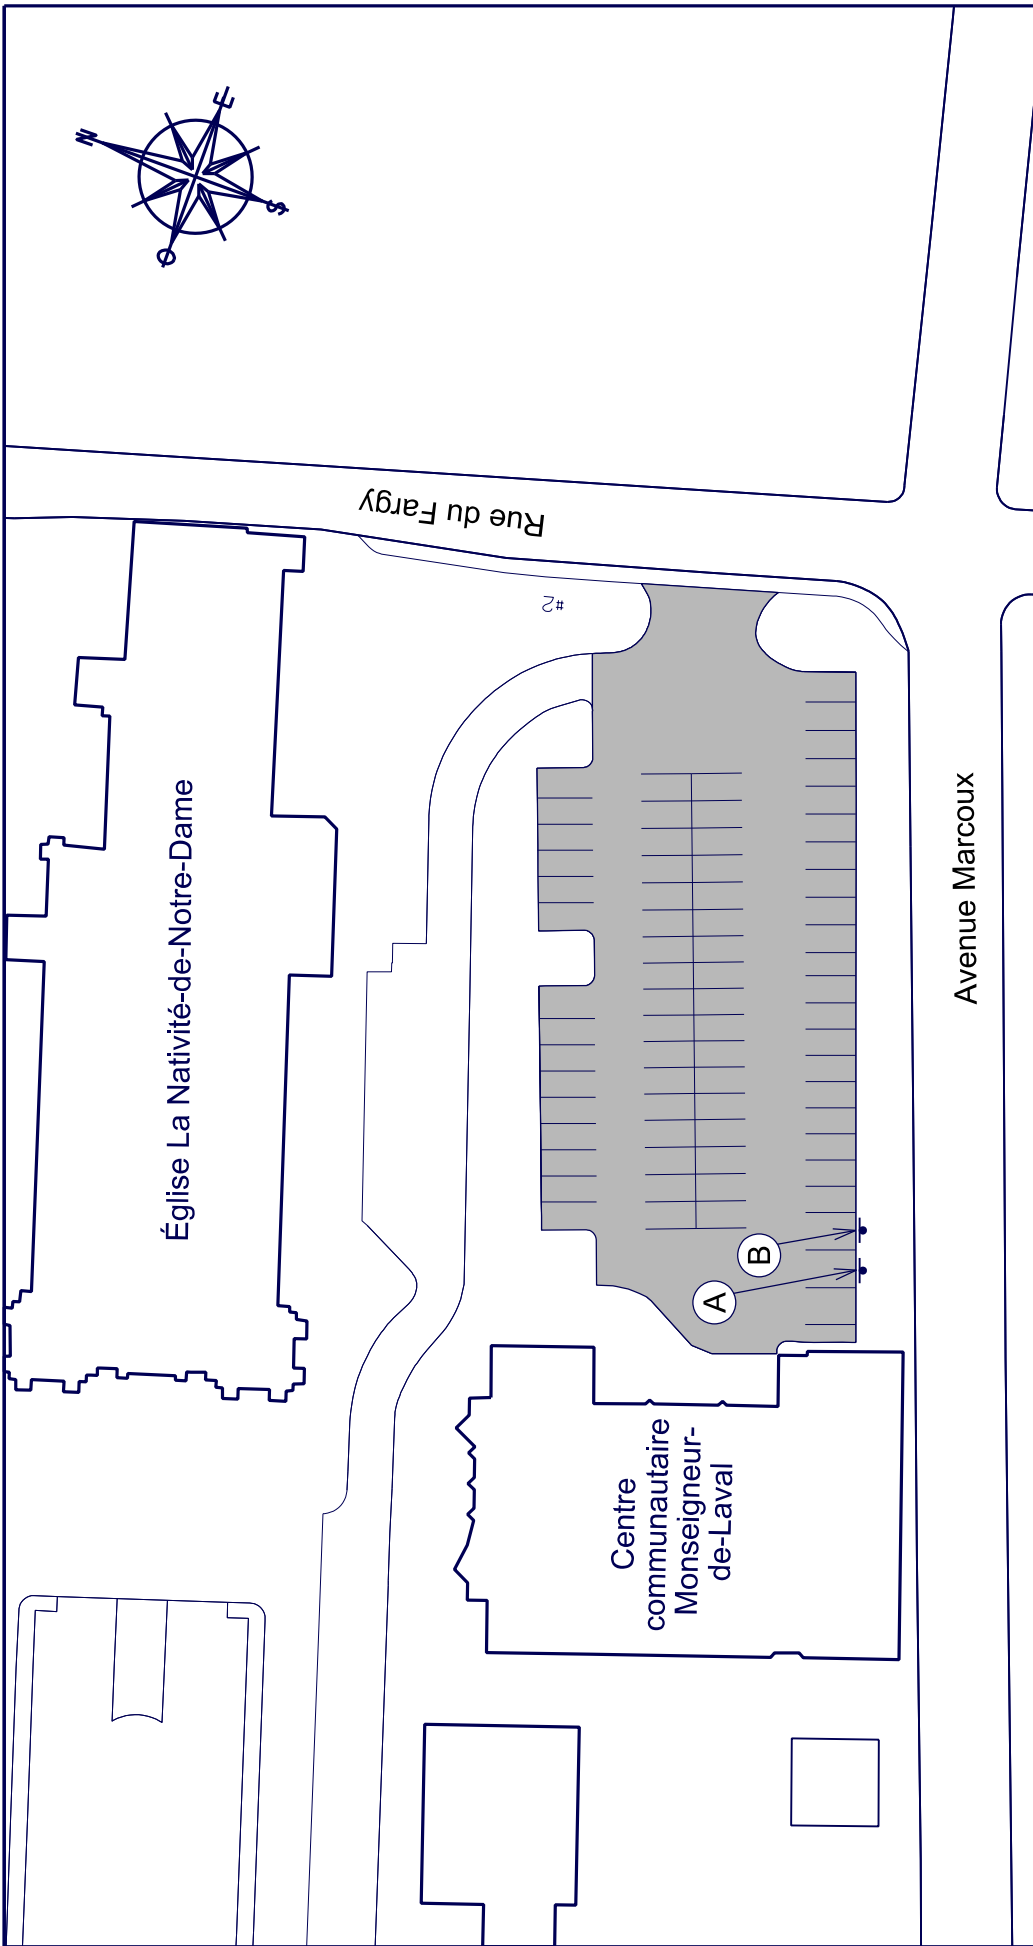 N
E
S
O
Rue du Fargy
#2
Église La Nativité-de-Notre-Dame
Avenue Marcoux
B
A
Centre
communautaire
Monseigneur-
de-Laval